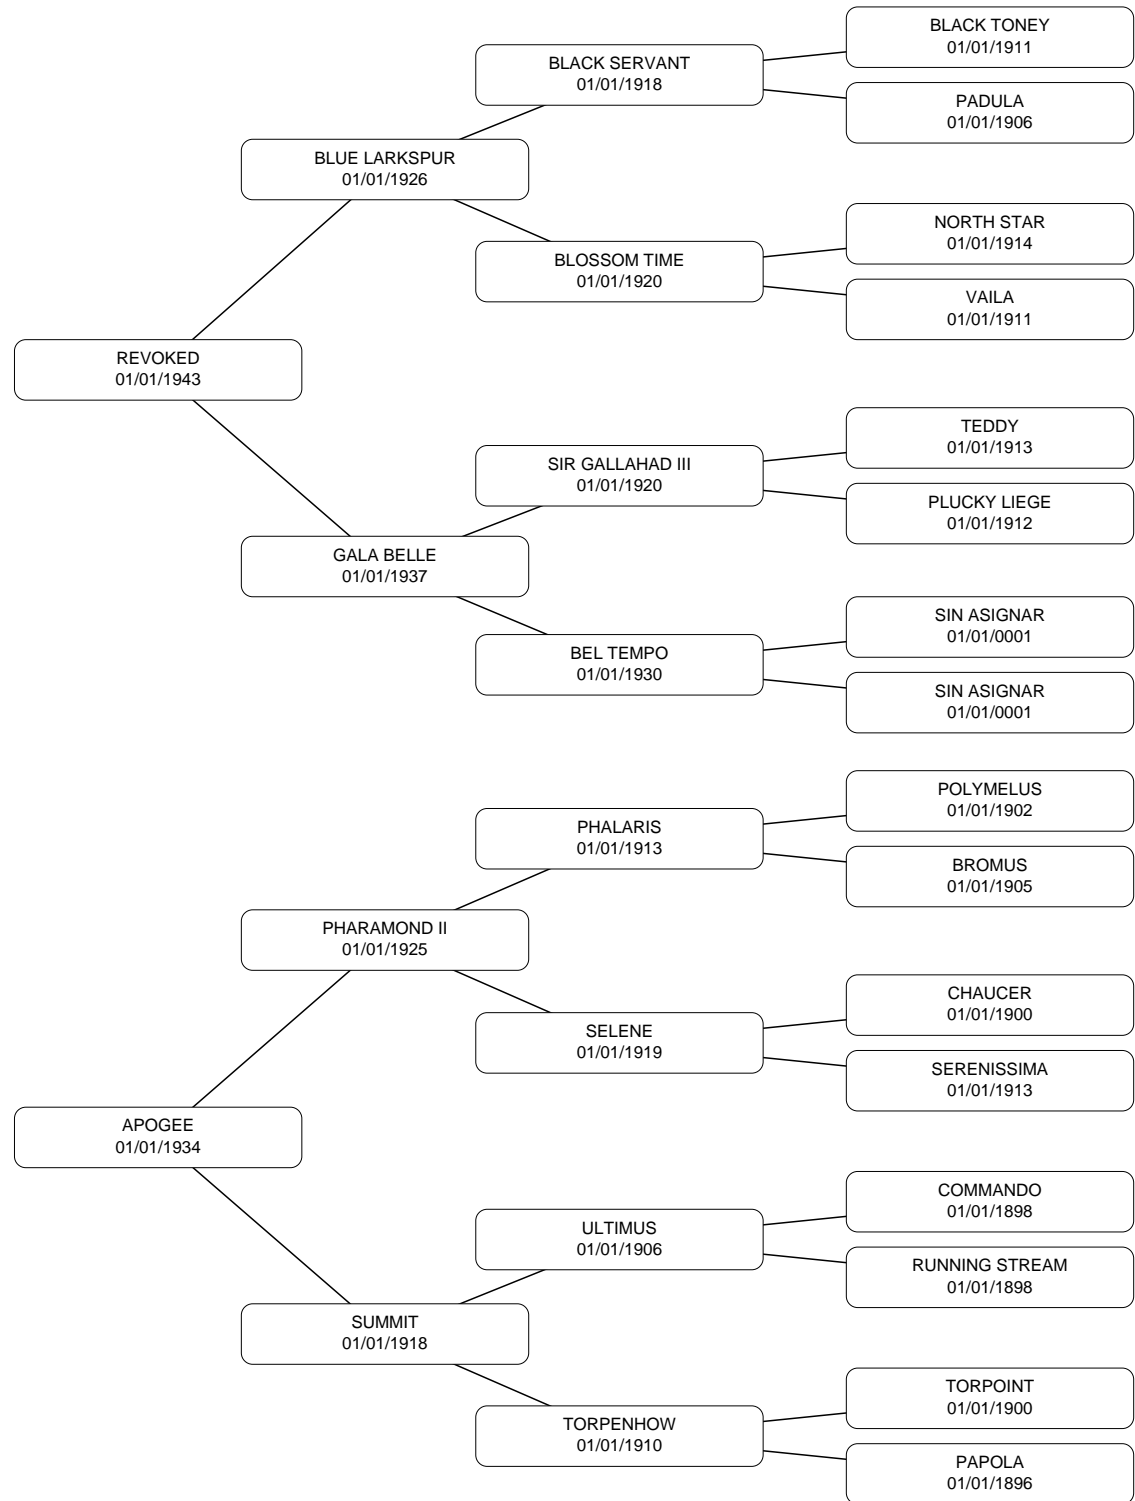 BLACK TONEY
01/01/1911
BLACK SERVANT
01/01/1918
PADULA
01/01/1906
BLUE LARKSPUR
01/01/1926
NORTH STAR
01/01/1914
BLOSSOM TIME
01/01/1920
VAILA
01/01/1911
REVOKED
01/01/1943
TEDDY
01/01/1913
SIR GALLAHAD III
01/01/1920
PLUCKY LIEGE
01/01/1912
GALA BELLE
01/01/1937
SIN ASIGNAR
01/01/0001
BEL TEMPO
01/01/1930
SIN ASIGNAR
01/01/0001
POLYMELUS
01/01/1902
PHALARIS
01/01/1913
BROMUS
01/01/1905
PHARAMOND II
01/01/1925
CHAUCER
01/01/1900
SELENE
01/01/1919
SERENISSIMA
01/01/1913
APOGEE
01/01/1934
COMMANDO
01/01/1898
ULTIMUS
01/01/1906
RUNNING STREAM
01/01/1898
SUMMIT
01/01/1918
TORPOINT
01/01/1900
TORPENHOW
01/01/1910
PAPOLA
01/01/1896